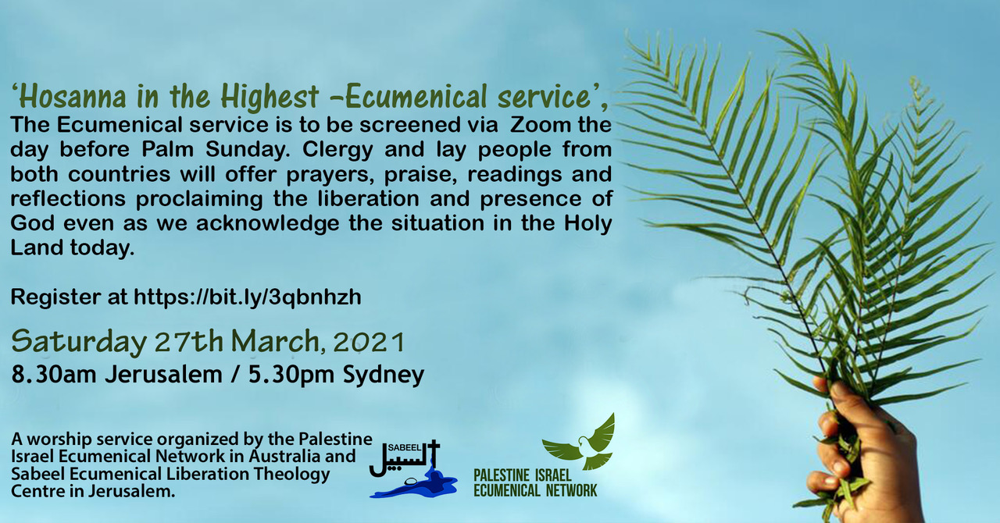 ‘Hosanna in the Highest –Ecumenical service’,
The Ecumenical service is to be screened via Zoom the
day before Palm Sunday. Clergy and lay people from
both countries will offer prayers, praise, readings and
reflections proclaiming the liberation and presence of
God even as we acknowledge the situation in the Holy
Land today.
Register at https://bit.ly/3qbnhzh
Saturday 27th March, 2021
8.30am Jerusalem / 5.30pm Sydney
A worship service organized by the Palestine
Israel Ecumenical Network in Australia and
Sabeel Ecumenical Liberation Theology
Centre in Jerusalem.
SABEEL
السبيل
PALESTINE ISRAEL
ECUMENICAL NETWORK